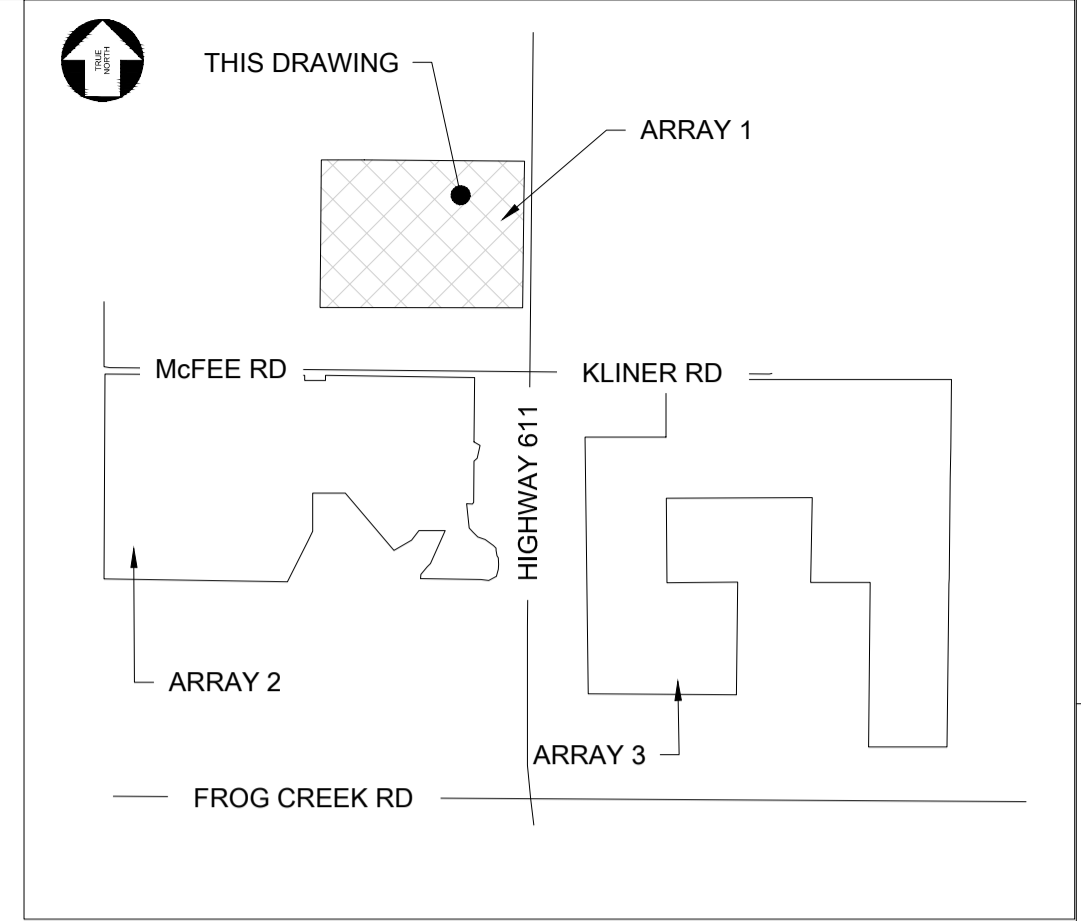 TRUE
NORTH
THIS DRAWING
ARRAY 1
McFEE RD
KLINER RD
HIGHWAY 611
ARRAY 2
ARRAY 3
FROG CREEK RD